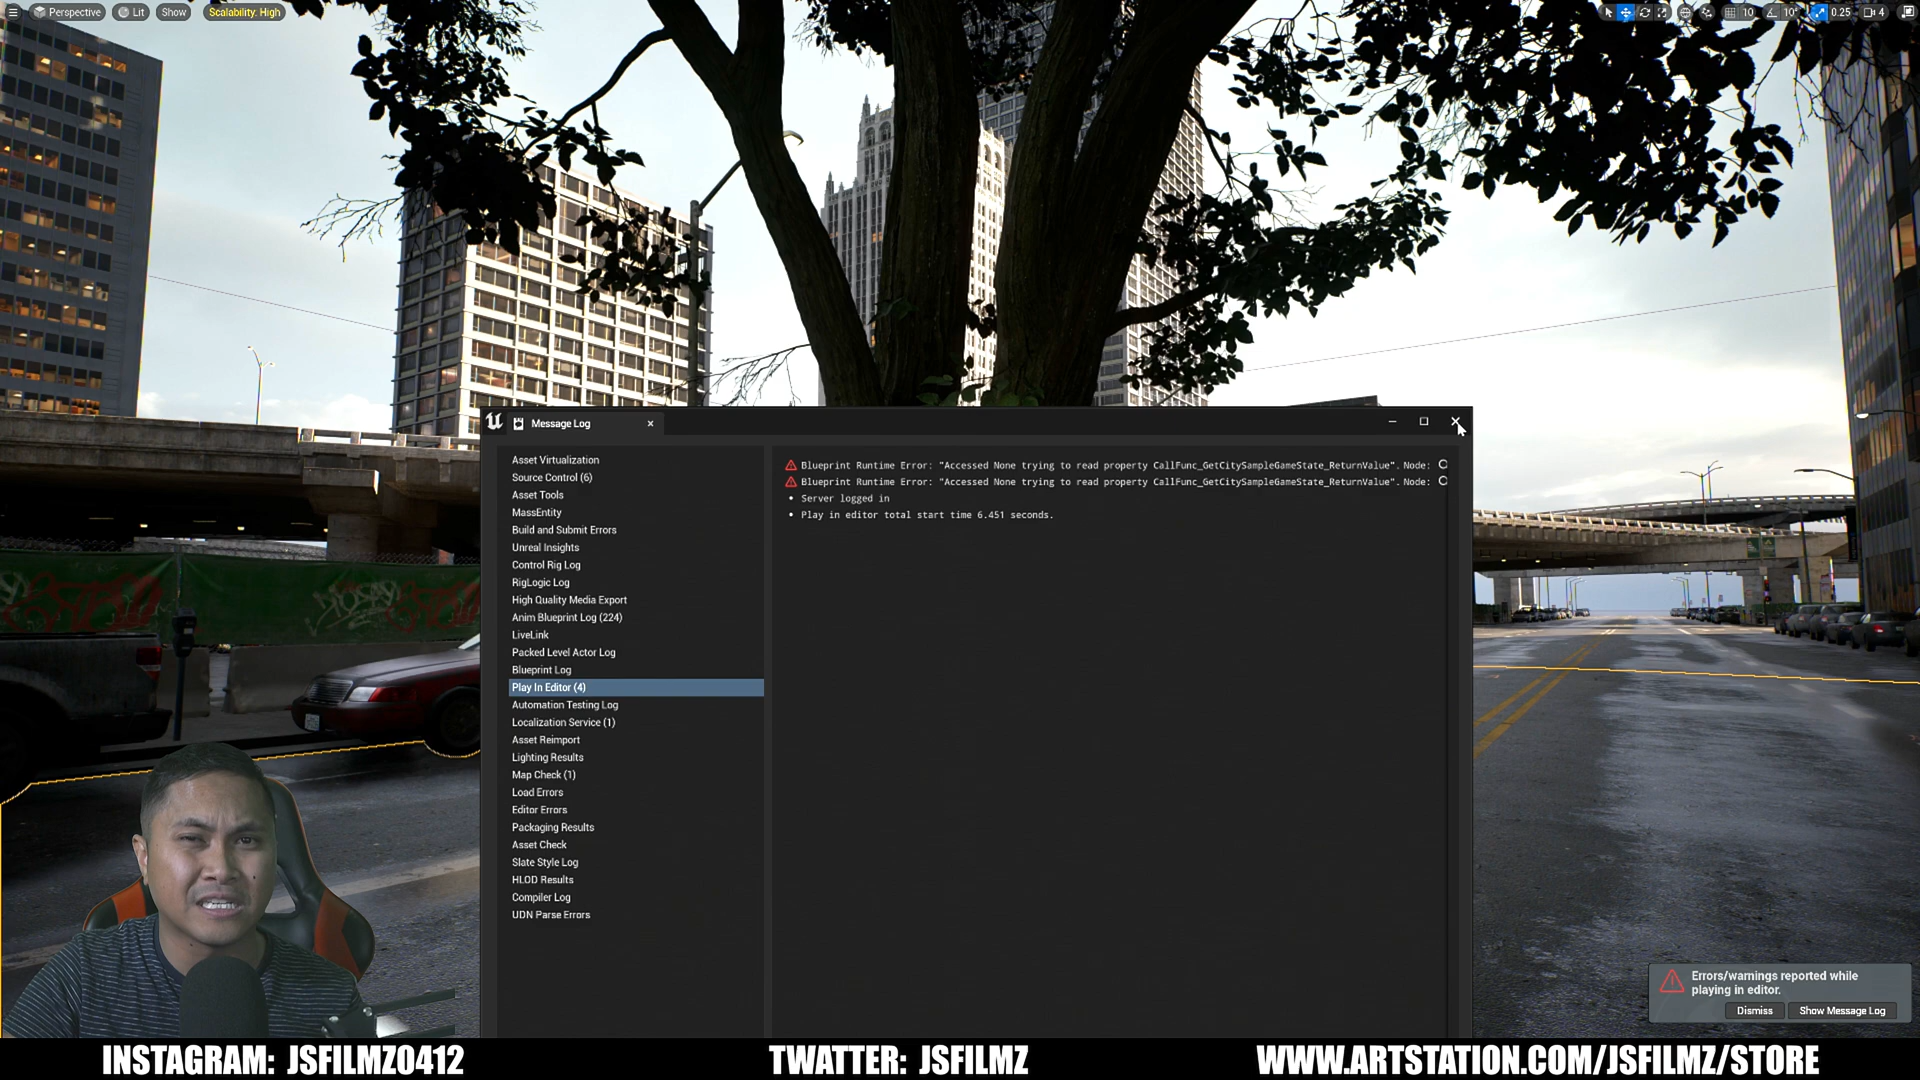 Perspective
Lit
Show
Scalability: High
10
10°
0.25
4
Message Log
Asset Virtualization
Source Control (6)
Asset Tools
MassEntity
Build and Submit Errors
Unreal Insights
Control Rig Log
RigLogic Log
High Quality Media Export
Anim Blueprint Log (224)
LiveLink
Packed Level Actor Log
Blueprint Log
Play In Editor (4)
Automation Testing Log
Localization Service (1)
Asset Reimport
Lighting Results
Map Check (1)
Load Errors
Editor Errors
Packaging Results
Asset Check
Slate Style Log
HLOD Results
Compiler Log
UDN Parse Errors
Blueprint Runtime Error: "Accessed None trying to read property CallFunc_GetCitySampleGameState_ReturnValue". Node:
Blueprint Runtime Error: "Accessed None trying to read property CallFunc_GetCitySampleGameState_ReturnValue". Node:
• Server logged in
• Play in editor total start time 6.451 seconds.
Errors/warnings reported while
playing in editor.
Dismiss
Show Message Log
INSTAGRAM: JSFILMZ0412
TWATTER: JSFILMZ
WWW.ARTSTATION.COM/JSFILMZ/STORE